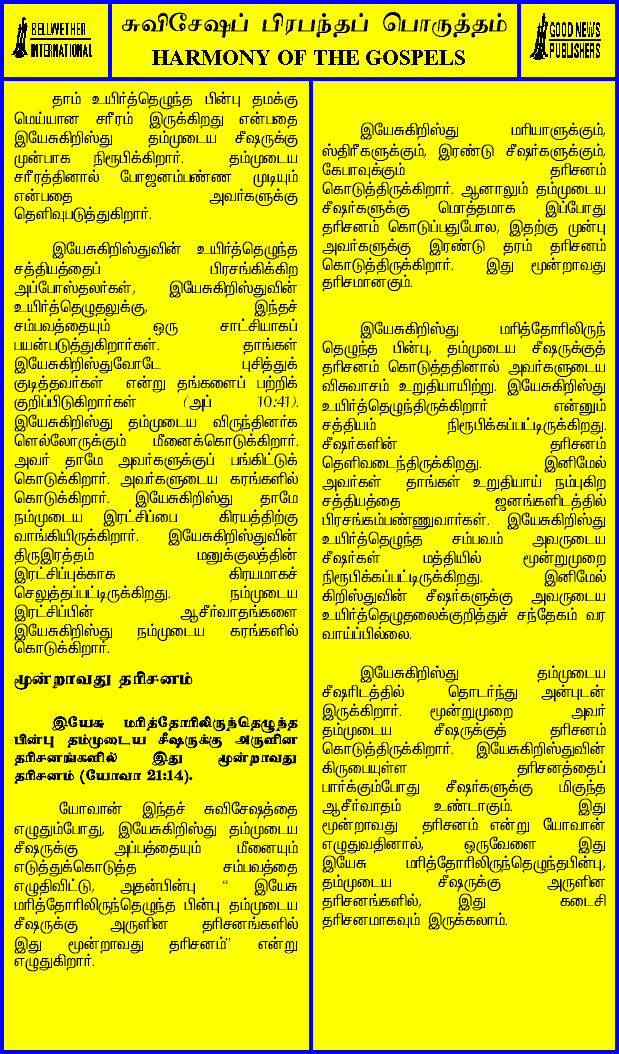 BELLWETHER
INTERNATIONAL
சுவிசேஷப் பிரபந்தப் பொருத்தம்
HARMONY OF THE GOSPELS
GOOD NEWS
PUBLISHERS
தாம் உயிர்த்தெழுந்த பின்பு தமக்கு
மெய்யான சரீரம் இருக்கிறது என்பதை
இயேசுகிறிஸ்து தம்முடைய சீஷருக்கு
முன்பாக நிரூபிக்கிறார். தம்முடைய
சரீரத்தினால் போஜனம்பண்ண முடியும்
என்பதை அவர்களுக்கு
தெளிவுபடுத்துகிறார்.
இயேசுகிறிஸ்துவின் உயிர்த்தெழுந்த
சத்தியத்தைப் பிரசங்கிக்கிற
அப்போஸ்தலர்கள், இயேசுகிறிஸ்துவின்
உயிர்த்தெழுதலுக்கு, இந்தச்
சம்பவத்தையும் ஒரு சாட்சியாகப்
பயன்படுத்துகிறார்கள். தாங்கள்
இயேசுகிறிஸ்துவோடே புசித்துக்
குடித்தவர்கள் என்று தங்களைப் பற்றிக்
குறிப்பிடுகிறார்கள் (அப் 10:41).
இயேசுகிறிஸ்து தம்முடைய விருந்தினர்க
ளெல்லோருக்கும் மீனைக்கொடுக்கிறார்.
அவர் தாமே அவர்களுக்குப் பங்கிட்டுக்
கொடுக்கிறார். அவர்களுடைய கரங்களில்
கொடுக்கிறார். இயேசுகிறிஸ்து தாமே
நம்முடைய இரட்சிப்பை கிரயத்திற்கு
வாங்கியிருக்கிறார். இயேசுகிறிஸ்துவின்
திருஇரத்தம் மனுக்குலத்தின்
இரட்சிப்புக்காக கிரயமாகச்
செலுத்தப்பட்டிருக்கிறது. நம்முடைய
இரட்சிப்பின் ஆசீர்வாதங்களை
இயேசுகிறிஸ்து நம்முடைய கரங்களில்
கொடுக்கிறார்.
மூன்றாவது தரிசனம்
இயேசு மரித்தோரிலிருந்தெழுந்த
பின்பு தம்முடைய சீஷருக்கு அருளின
தரிசனங்களில் இது மூன்றாவது
தரிசனம் (யோவா 21:14).
யோவான் இந்தச் சுவிசேஷத்தை
எழுதும்போது, இயேசுகிறிஸ்து தம்முடைய
சீஷருக்கு அப்பத்தையும் மீனையும்
எடுத்துக்கொடுத்த சம்பவத்தை
எழுதிவிட்டு, அதன்பின்பு “ இயேசு
மரித்தோரிலிருந்தெழுந்த பின்பு தம்முடைய
சீஷருக்கு அருளின தரிசனங்களில்
இது மூன்றாவது தரிசனம்” என்று
எழுதுகிறார்.
இயேசுகிறிஸ்து மரியாளுக்கும்,
ஸ்திரீகளுக்கும், இரண்டு சீஷர்களுக்கும்,
கேபாவுக்கும் தரிசனம்
கொடுத்திருக்கிறார். ஆனாலும் தம்முடைய
சீஷர்களுக்கு மொத்தமாக இப்போது
தரிசனம் கொடுப்பதுபோல, இதற்கு முன்பு
அவர்களுக்கு இரண்டு தரம் தரிசனம்
கொடுத்திருக்கிறார். இது மூன்றாவது
தரிசமானகும்.
இயேசுகிறிஸ்து மரித்தோரிலிருந்
தெழுந்த பின்பு, தம்முடைய சீஷருக்குத்
தரிசனம் கொடுத்ததினால் அவர்களுடைய
விசுவாசம் உறுதியாயிற்று. இயேசுகிறிஸ்து
உயிர்த்தெழுந்திருக்கிறார் என்னும்
சத்தியம் நிரூபிக்கப்பட்டிருக்கிறது.
சீஷர்களின் தரிசனம்
தெளிவடைந்திருக்கிறது. இனிமேல்
அவர்கள் தாங்கள் உறுதியாய் நம்புகிற
சத்தியத்தை ஜனங்களிடத்தில்
பிரசங்கம்பண்ணுவார்கள். இயேசுகிறிஸ்து
உயிர்த்தெழுந்த சம்பவம் அவருடைய
சீஷர்கள் மத்தியில் மூன்றுமுறை
நிரூபிக்கப்பட்டிருக்கிறது. இனிமேல்
கிறிஸ்துவின் சீஷர்களுக்கு அவருடைய
உயிர்த்தெழுதலைக்குறித்துச் சந்தேகம் வர
வாய்ப்பில்லை.
இயேசுகிறிஸ்து தம்முடைய
சீஷரிடத்தில் தொடர்ந்து அன்புடன்
இருக்கிறார். மூன்றுமுறை அவர்
தம்முடைய சீஷருக்குத் தரிசனம்
கொடுத்திருக்கிறார். இயேசுகிறிஸ்துவின்
கிருபையுள்ள தரிசனத்தைப்
பார்க்கும்போது சீஷர்களுக்கு மிகுந்த
ஆசீர்வாதம் உண்டாகும். இது
மூன்றாவது தரிசனம் என்று யோவான்
எழுதுவதினால், ஒருவேளை இது
இயேசு மரித்தோரிலிருந்தெழுந்தபின்பு,
தம்முடைய சீஷருக்கு அருளின
தரிசனங்களில், இது கடைசி
தரிசனமாகவும் இருக்கலாம்.